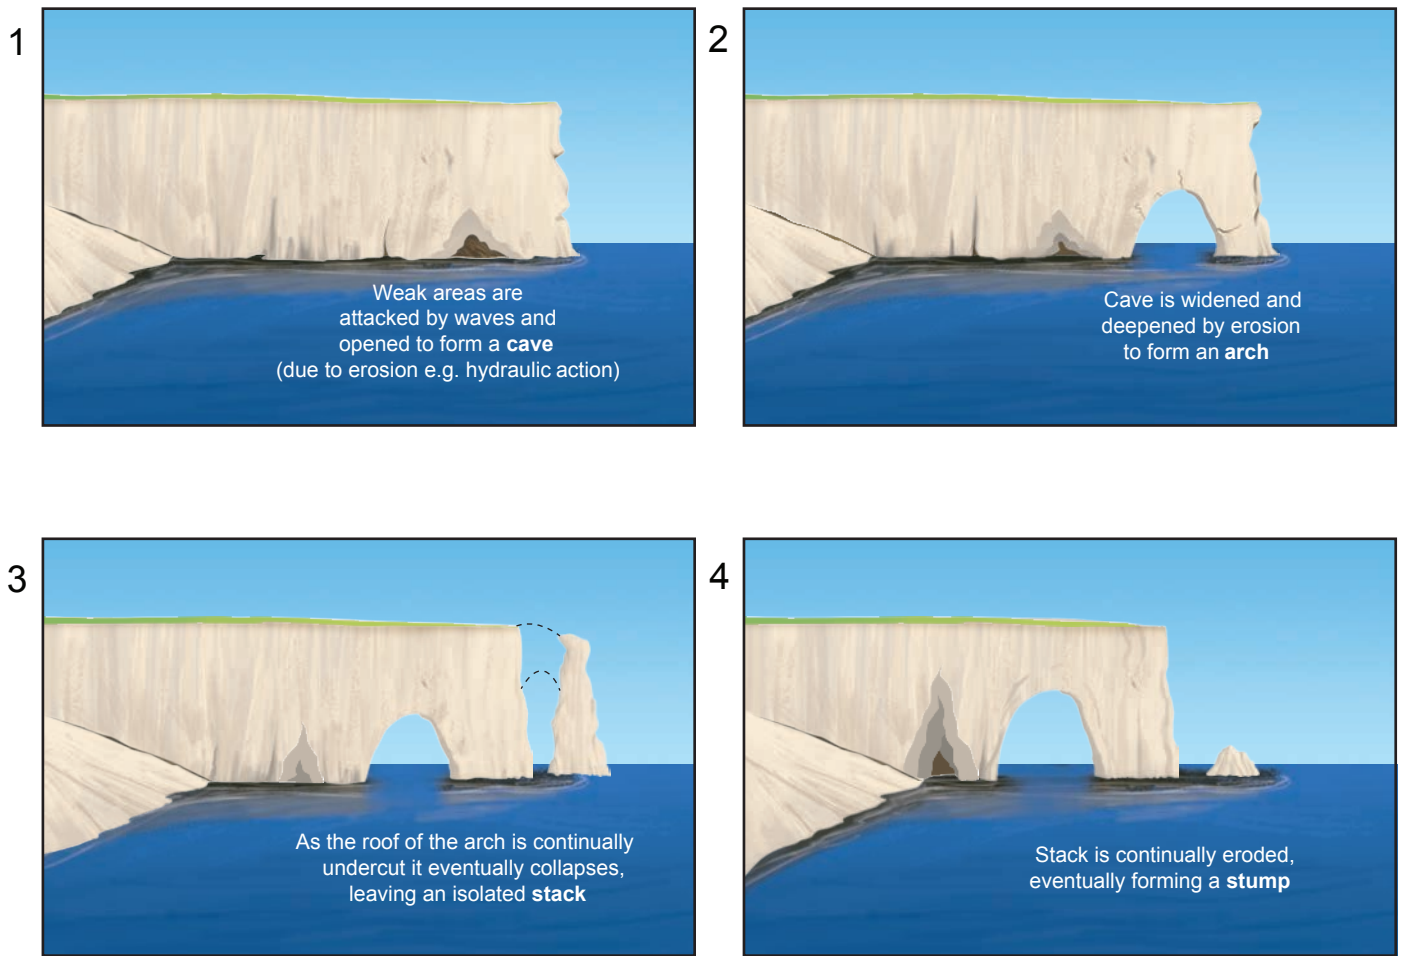 1
Weak areas are
attacked by waves and
opened to form a cave
(due to erosion e.g. hydraulic action)
2
Cave is widened and
deepened by erosion
to form an arch
3
As the roof of the arch is continually
undercut it eventually collapses,
leaving an isolated stack
4
Stack is continually eroded,
eventually forming a stump